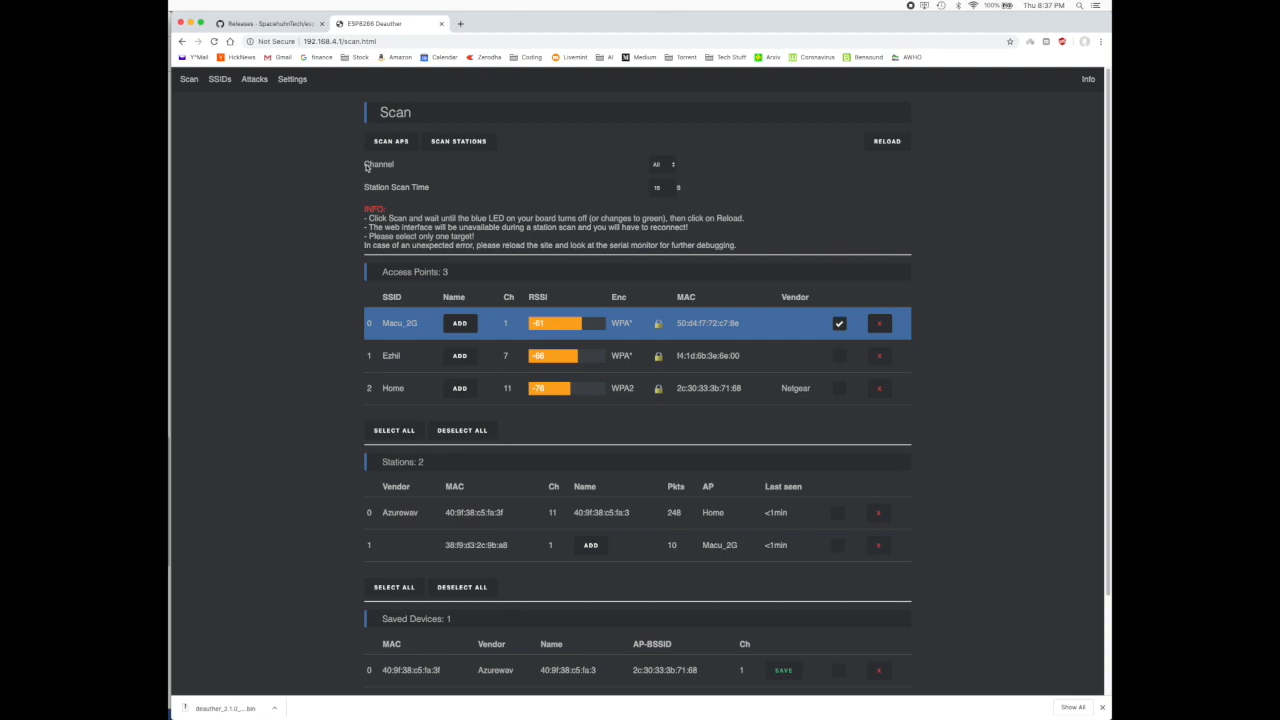 100% Thu 8:37 PM
Releases · SpacehuhnTech/es
ESP8266 Deauther
Not Secure 192.168.4.1/scan.html
Y*Mail HckNews Gmail finance Stock Amazon Calendar Zerodha Coding Livemint AI Medium Torrent Tech Stuff Arxiv Coronavirus Bensound AWHO
Scan SSIDs Attacks Settings Info
Scan
SCAN APS SCAN STATIONS RELOAD
Channel All
Station Scan Time 15 S
INFO:
- Click Scan and wait until the blue LED on your board turns off (or changes to green), then click on Reload.
- The web interface will be unavailable during a station scan and you will have to reconnect!
- Please select only one target!
In case of an unexpected error, please reload the site and look at the serial monitor for further debugging.
Access Points: 3
SSID Name Ch RSSI Enc MAC Vendor
0 Macu_2G ADD 1 -61 WPA* 50:d4:f7:72:c7:8e X
1 Ezhil ADD 7 -66 WPA* f4:1d:6b:3e:6e:00 X
2 Home ADD 11 -76 WPA2 2c:30:33:3b:71:68 Netgear X
SELECT ALL DESELECT ALL
Stations: 2
Vendor MAC Ch Name Pkts AP Last seen
0 Azurewav 40:9f:38:c5:fa:3f 11 40:9f:38:c5:fa:3 248 Home <1min X
1 38:f9:d3:2c:9b:a8 1 ADD 10 Macu_2G <1min X
SELECT ALL DESELECT ALL
Saved Devices: 1
MAC Vendor Name AP-BSSID Ch
0 40:9f:38:c5:fa:3f Azurewav 40:9f:38:c5:fa:3 2c:30:33:3b:71:68 1 SAVE X
deauther_2.1.0_....bin Show All